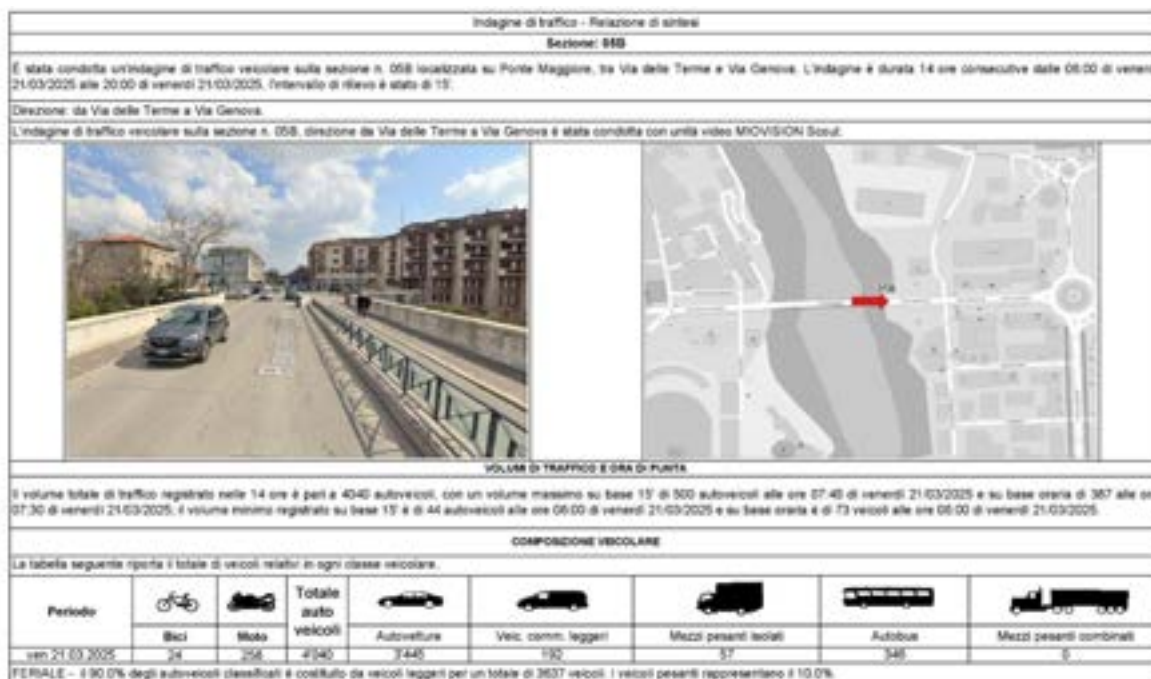 Indagine di traffico - Relazione di sintesi
Sezione: 05B
È stata condotta un'indagine di traffico veicolare sulla sezione n. 05B localizzata su Ponte Maggiore, tra Via delle Terme e Via Genova. L'indagine è durata 14 ore consecutive dalle 06:00 di venerdì
21/03/2025 alle 20:00 di venerdì 21/03/2025, l'intervallo di rilievo è stato di 15'.
Direzione: da Via delle Terme a Via Genova.
L'indagine di traffico veicolare sulla sezione n. 05B, direzione da Via delle Terme a Via Genova è stata condotta con unità video MIOVISION Scout.
VOLUMI DI TRAFFICO E ORA DI PUNTA
Il volume totale di traffico registrato nelle 14 ore è pari a 4040 autoveicoli, con un volume massimo su base 15' di 500 autoveicoli alle ore 07:45 di venerdì 21/03/2025 e su base oraria di 387 alle ore
07:30 di venerdì 21/03/2025; il volume minimo registrato su base 15' è di 44 autoveicoli alle ore 06:00 di venerdì 21/03/2025 e su base oraria è di 73 veicoli alle ore 06:00 di venerdì 21/03/2025.
COMPOSIZIONE VEICOLARE
La tabella seguente riporta il totale di veicoli relativi in ogni classe veicolare.
Periodo Bici Moto Totale auto veicoli Autovetture Veic. comm. leggeri Mezzi pesanti isolati Autobus Mezzi pesanti combinati
ven 21.03.2025 24 256 4'040 3'445 192 57 346 0
FERIALE - il 90.0% degli autoveicoli classificati è costituito da veicoli leggeri per un totale di 3637 veicoli. I veicoli pesanti rappresentano il 10.0%.